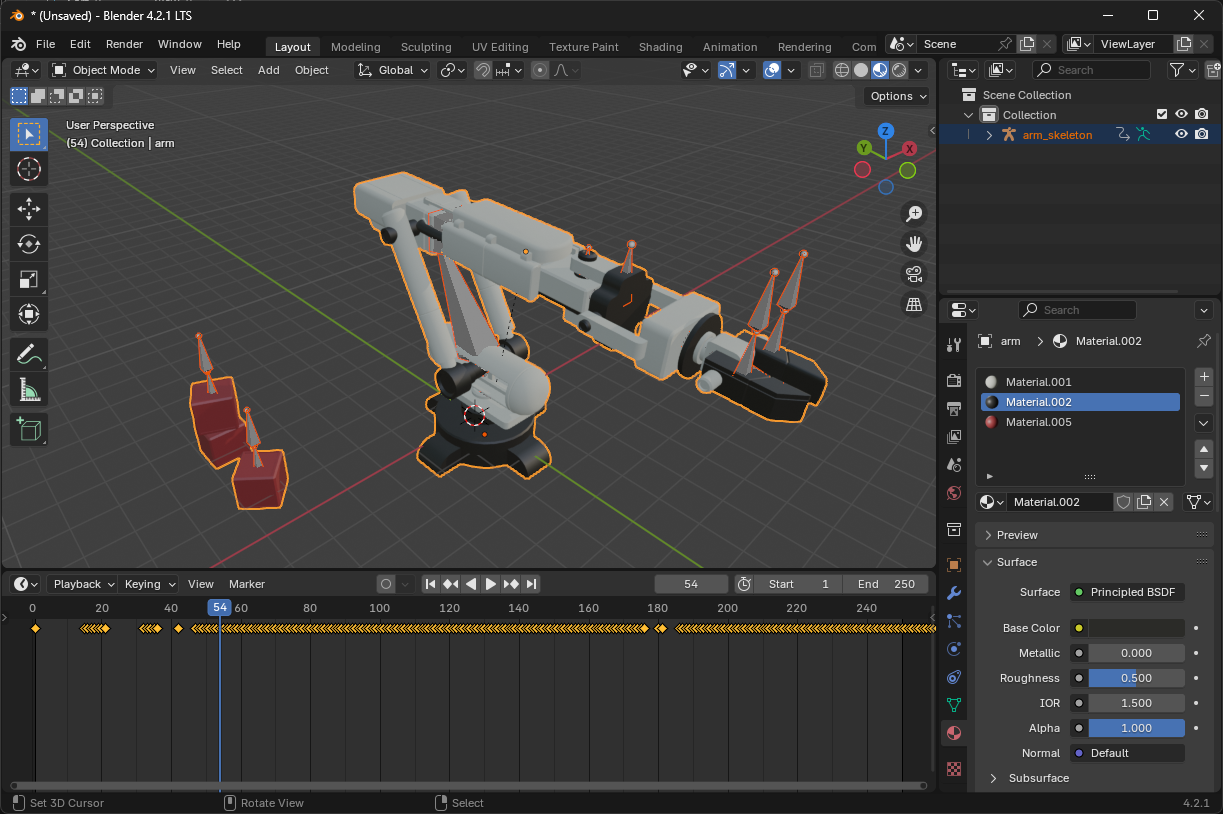 * (Unsaved) - Blender 4.2.1 LTS
File Edit Render Window Help Layout Modeling Sculpting UV Editing Texture Paint Shading Animation Rendering Com Scene ViewLayer
Object Mode View Select Add Object Global
Options
User Perspective
(54) Collection | arm
Z
Y
X
Search
Scene Collection
Collection
arm_skeleton
Search
arm > Material.002
Material.001
Material.002
Material.005
Material.002
Preview
Surface
Surface Principled BSDF
Base Color
Metallic 0.000
Roughness 0.500
IOR 1.500
Alpha 1.000
Normal Default
Subsurface
Playback Keying View Marker 54 Start 1 End 250
0 20 40 54 60 80 100 120 140 160 180 200 220 240
Set 3D Cursor Rotate View Select 4.2.1